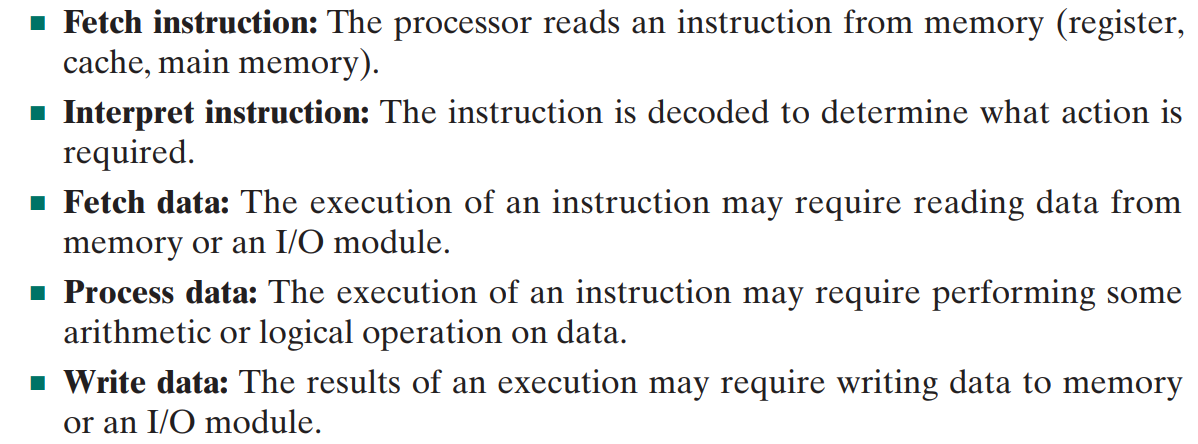 ■ Fetch instruction: The processor reads an instruction from memory (register,
cache, main memory).
■ Interpret instruction: The instruction is decoded to determine what action is
required.
■ Fetch data: The execution of an instruction may require reading data from
memory or an I/O module.
■ Process data: The execution of an instruction may require performing some
arithmetic or logical operation on data.
■ Write data: The results of an execution may require writing data to memory
or an I/O module.